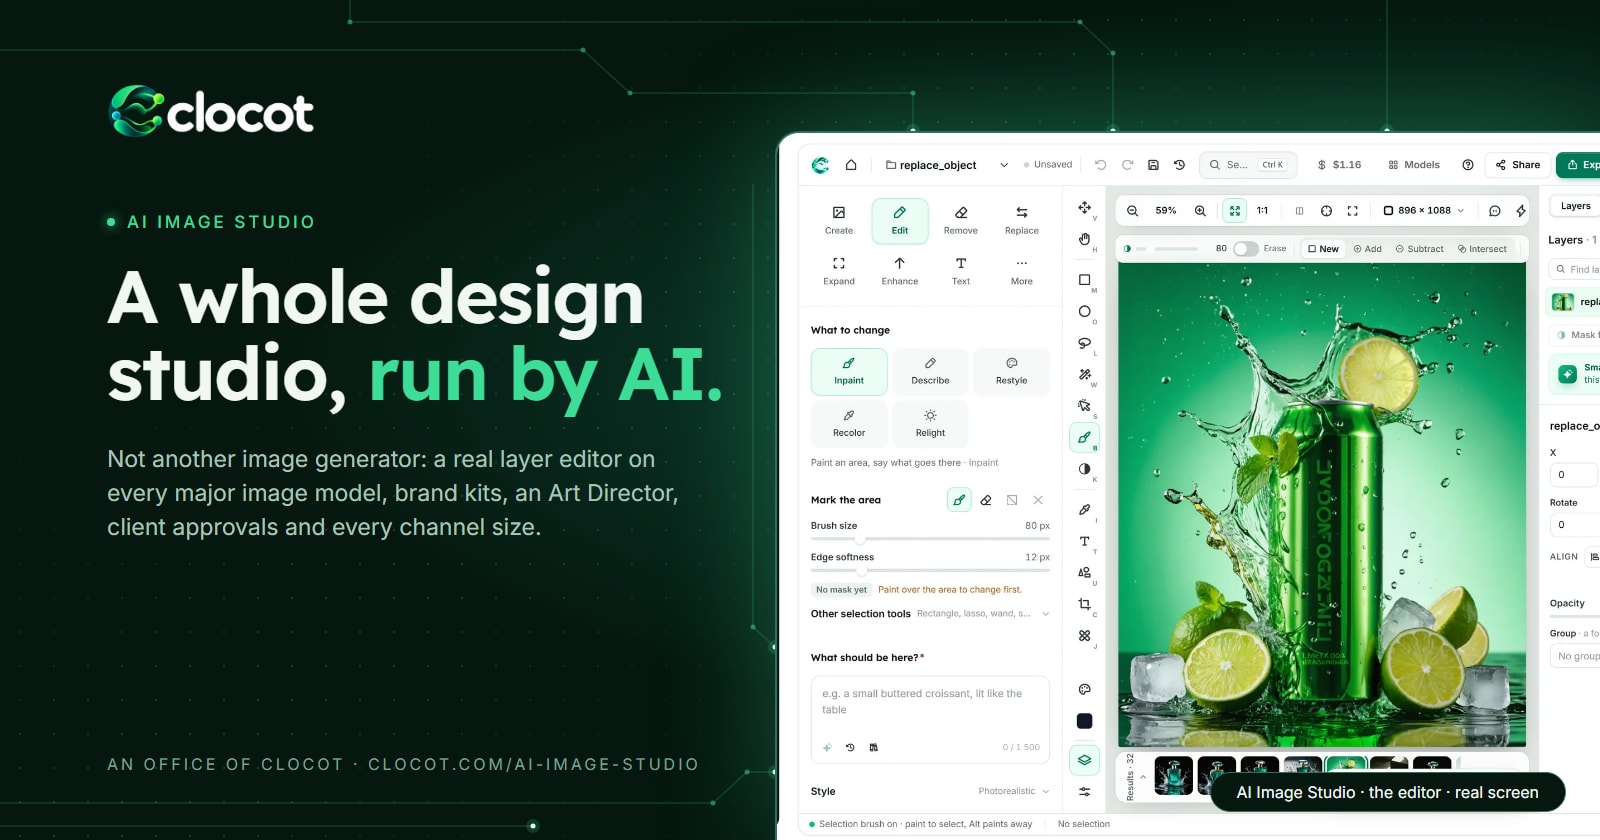 clocot
AI IMAGE STUDIO
A whole design
studio, run by AI.
Not another image generator: a real layer editor on
every major image model, brand kits, an Art Director,
client approvals and every channel size.
AN OFFICE OF CLOCOT · CLOCOT.COM/AI-IMAGE-STUDIO
replace_object
Unsaved
Se... Ctrl K
$ $1.16
Models
Share
Exp
Create Edit Remove Replace
Expand Enhance Text More
What to change
Inpaint Describe Restyle
Recolor Relight
Paint an area, say what goes there · Inpaint
Mark the area
Brush size 80 px
Edge softness 12 px
No mask yet Paint over the area to change first.
Other selection tools Rectangle, lasso, wand, s...
What should be here?*
e.g. a small buttered croissant, lit like the
table
0 / 1 500
Style Photorealistic
Selection brush on · paint to select, Alt paints away No selection
V
H
M
O
L
W
S
B
K
I
T
U
C
J
59% 1:1 896 × 1088
80 Erase New Add Subtract Intersect
Results · 32
Layers
Layers · 1
Find la
repl
Mask f
Sma
this
replace_o
X
0
Rotate
0
ALIGN
Opacity
Group · a fo
No group
AI Image Studio · the editor · real screen